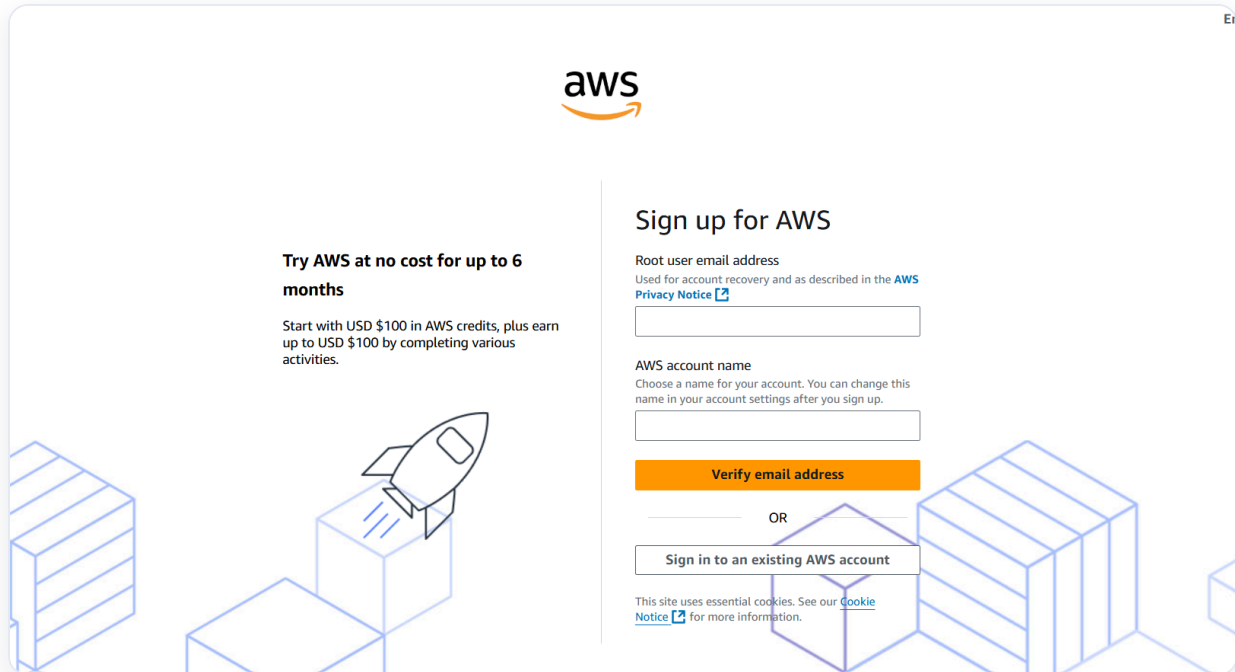 aws
Try AWS at no cost for up to 6
months
Start with USD $100 in AWS credits, plus earn
up to USD $100 by completing various
activities.
Sign up for AWS
Root user email address
Used for account recovery and as described in the AWS
Privacy Notice
AWS account name
Choose a name for your account. You can change this
name in your account settings after you sign up.
Verify email address
OR
Sign in to an existing AWS account
This site uses essential cookies. See our Cookie
Notice for more information.